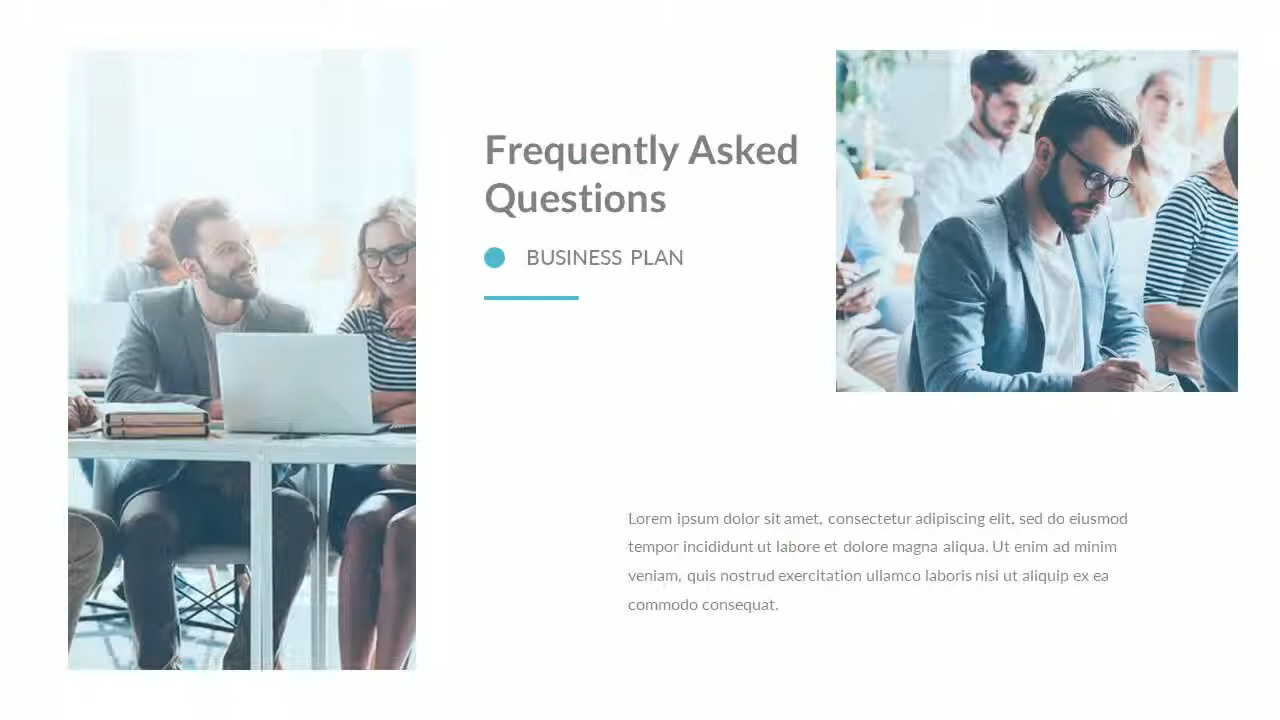 Frequently Asked
Questions
BUSINESS PLAN
Lorem ipsum dolor sit amet, consectetur adipiscing elit, sed do eiusmod
tempor incididunt ut labore et dolore magna aliqua. Ut enim ad minim
veniam, quis nostrud exercitation ullamco laboris nisi ut aliquip ex ea
commodo consequat.